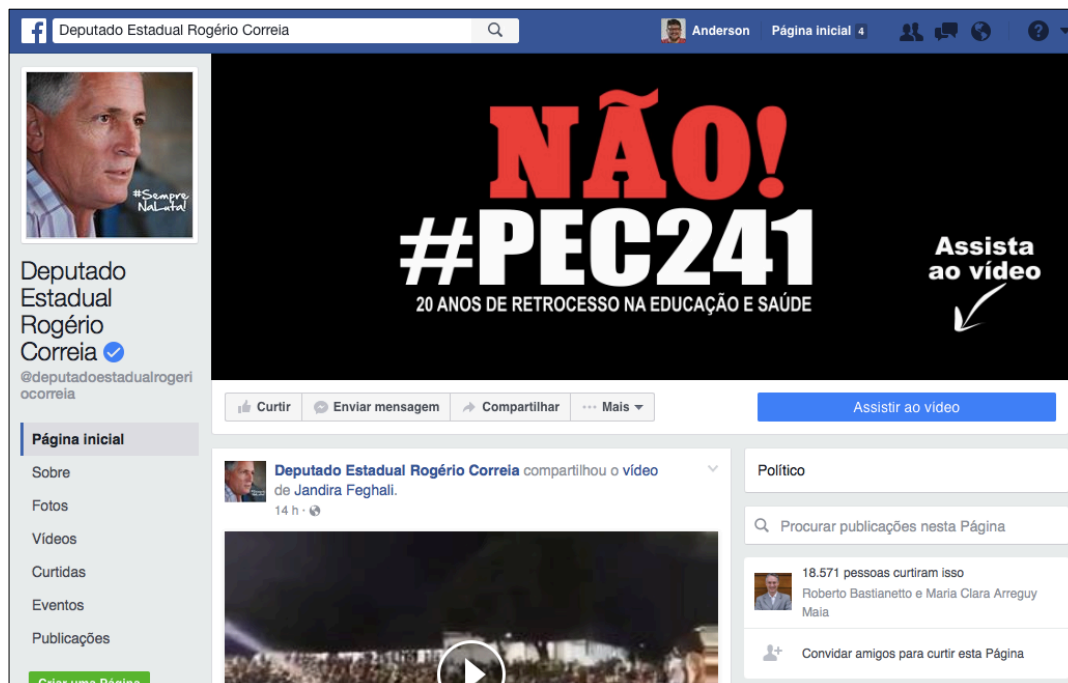 f
Deputado Estadual Rogério Correia
Anderson
Página inicial 4
?
#Sempre
NaLuta!
Deputado
Estadual
Rogério
Correia
@deputadoestadualrogeri
ocorreia
Página inicial
Sobre
Fotos
Vídeos
Curtidas
Eventos
Publicações
Criar uma Página
NÃO!
#PEC241
20 ANOS DE RETROCESSO NA EDUCAÇÃO E SAÚDE
Assista
ao vídeo
Curtir
Enviar mensagem
Compartilhar
Mais
Assistir ao vídeo
Deputado Estadual Rogério Correia compartilhou o vídeo
de Jandira Feghali.
14 h ·
Político
Procurar publicações nesta Página
18.571 pessoas curtiram isso
Roberto Bastianetto e Maria Clara Arreguy
Maia
Convidar amigos para curtir esta Página